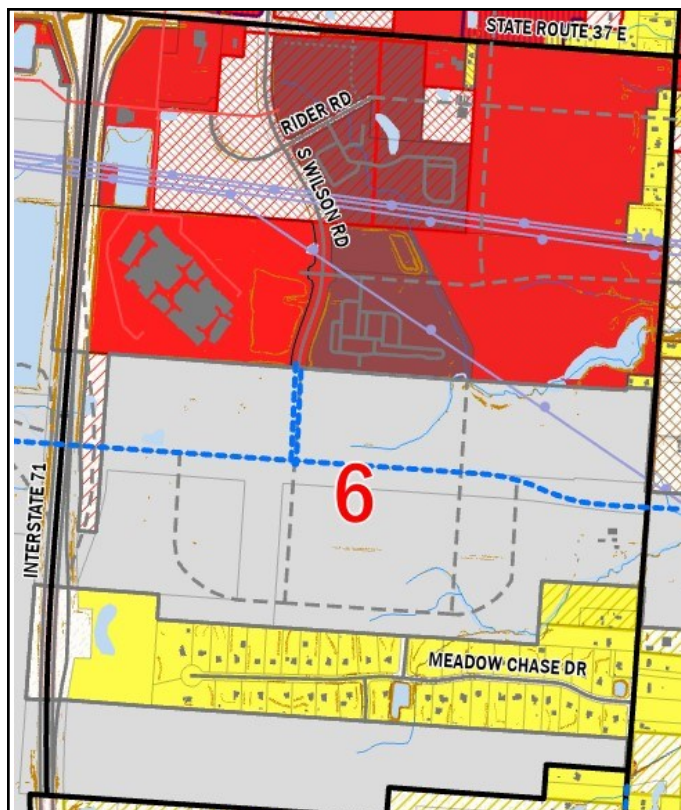 STATE ROUTE 37 E
RIDER RD
S WILSON RD
6
INTERSTATE 71
MEADOW CHASE DR